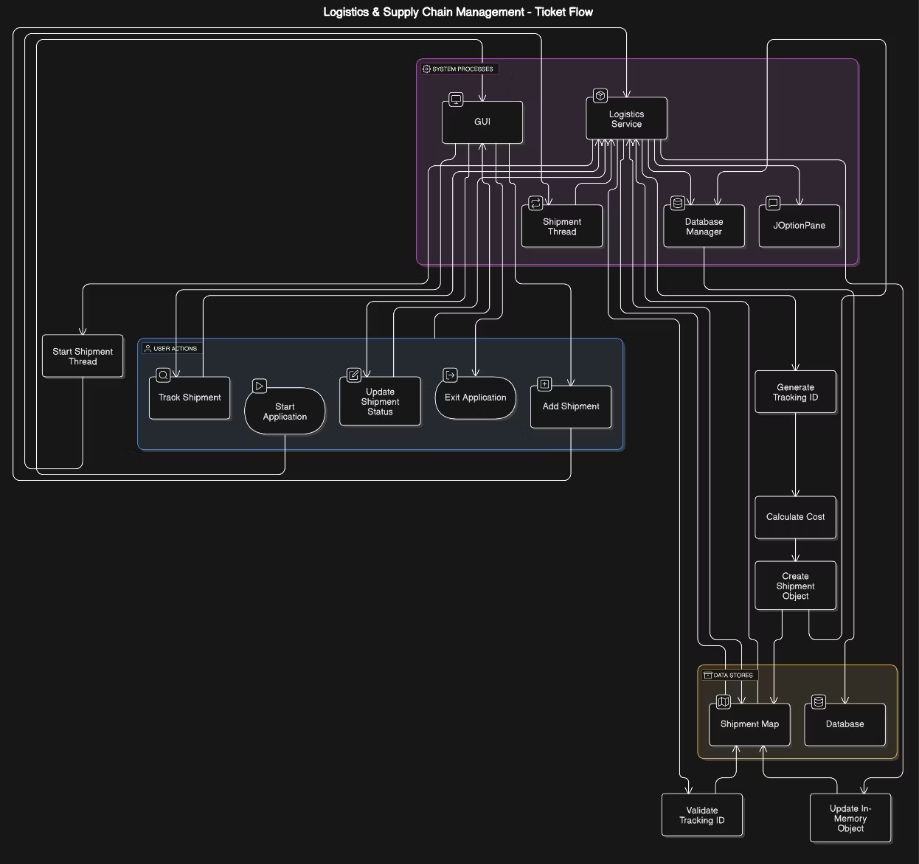 Logistics & Supply Chain Management - Ticket Flow
SYSTEM PROCESSES
GUI
Logistics
Service
Shipment
Thread
Database
Manager
JOptionPane
Start Shipment
Thread
USER ACTIONS
Track Shipment
Start
Application
Update
Shipment
Status
Exit Application
Add Shipment
Generate
Tracking ID
Calculate Cost
Create
Shipment
Object
DATA STORES
Shipment Map
Database
Validate
Tracking ID
Update In-
Memory
Object